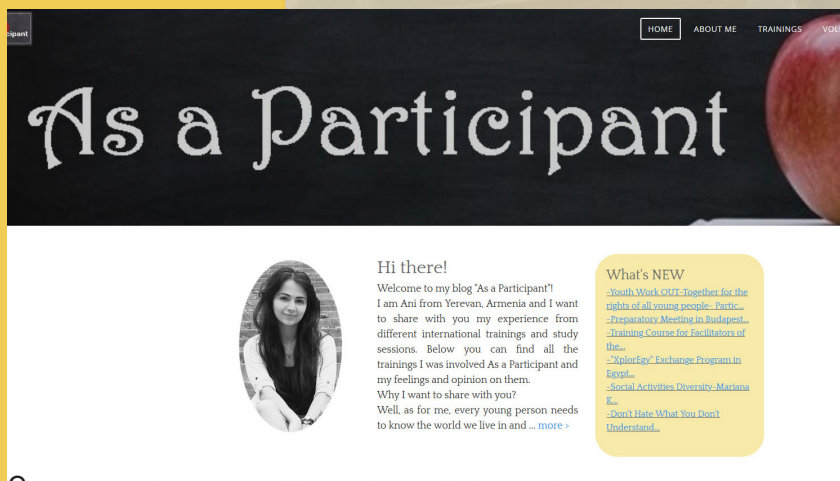 cipant
HOME ABOUT ME TRAININGS
As a Participant
Hi there!
Welcome to my blog "As a Participant"!
I am Ani from Yerevan, Armenia and I want
to share with you my experience from
different international trainings and study
sessions. Below you can find all the
trainings I was involved As a Participant and
my feelings and opinion on them.
Why I want to share with you?
Well, as for me, every young person needs
to know the world we live in and ... more >
What's NEW
-Youth Work OUT-Together for the
rights of all young people- Partic...
-Preparatory Meeting in Budapest...
-Training Course for Facilitators of
the...
-"XplorEgy" Exchange Program in
Egypt...
-Social Activities Diversity-Mariana
K...
-Don't Hate What You Don't
Understand...